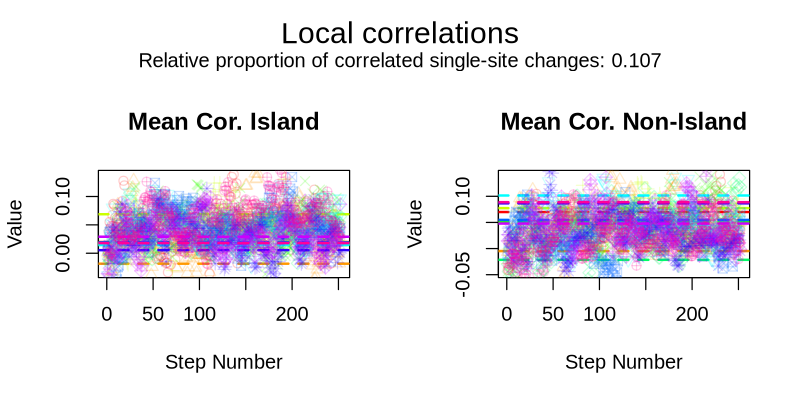 Local correlations
Relative proportion of correlated single-site changes: 0.107
Mean Cor. Island
Value
0.10
0.00
0 50 100 200
Step Number
Mean Cor. Non-Island
Value
0.10
-0.05
0 50 100 200
Step Number